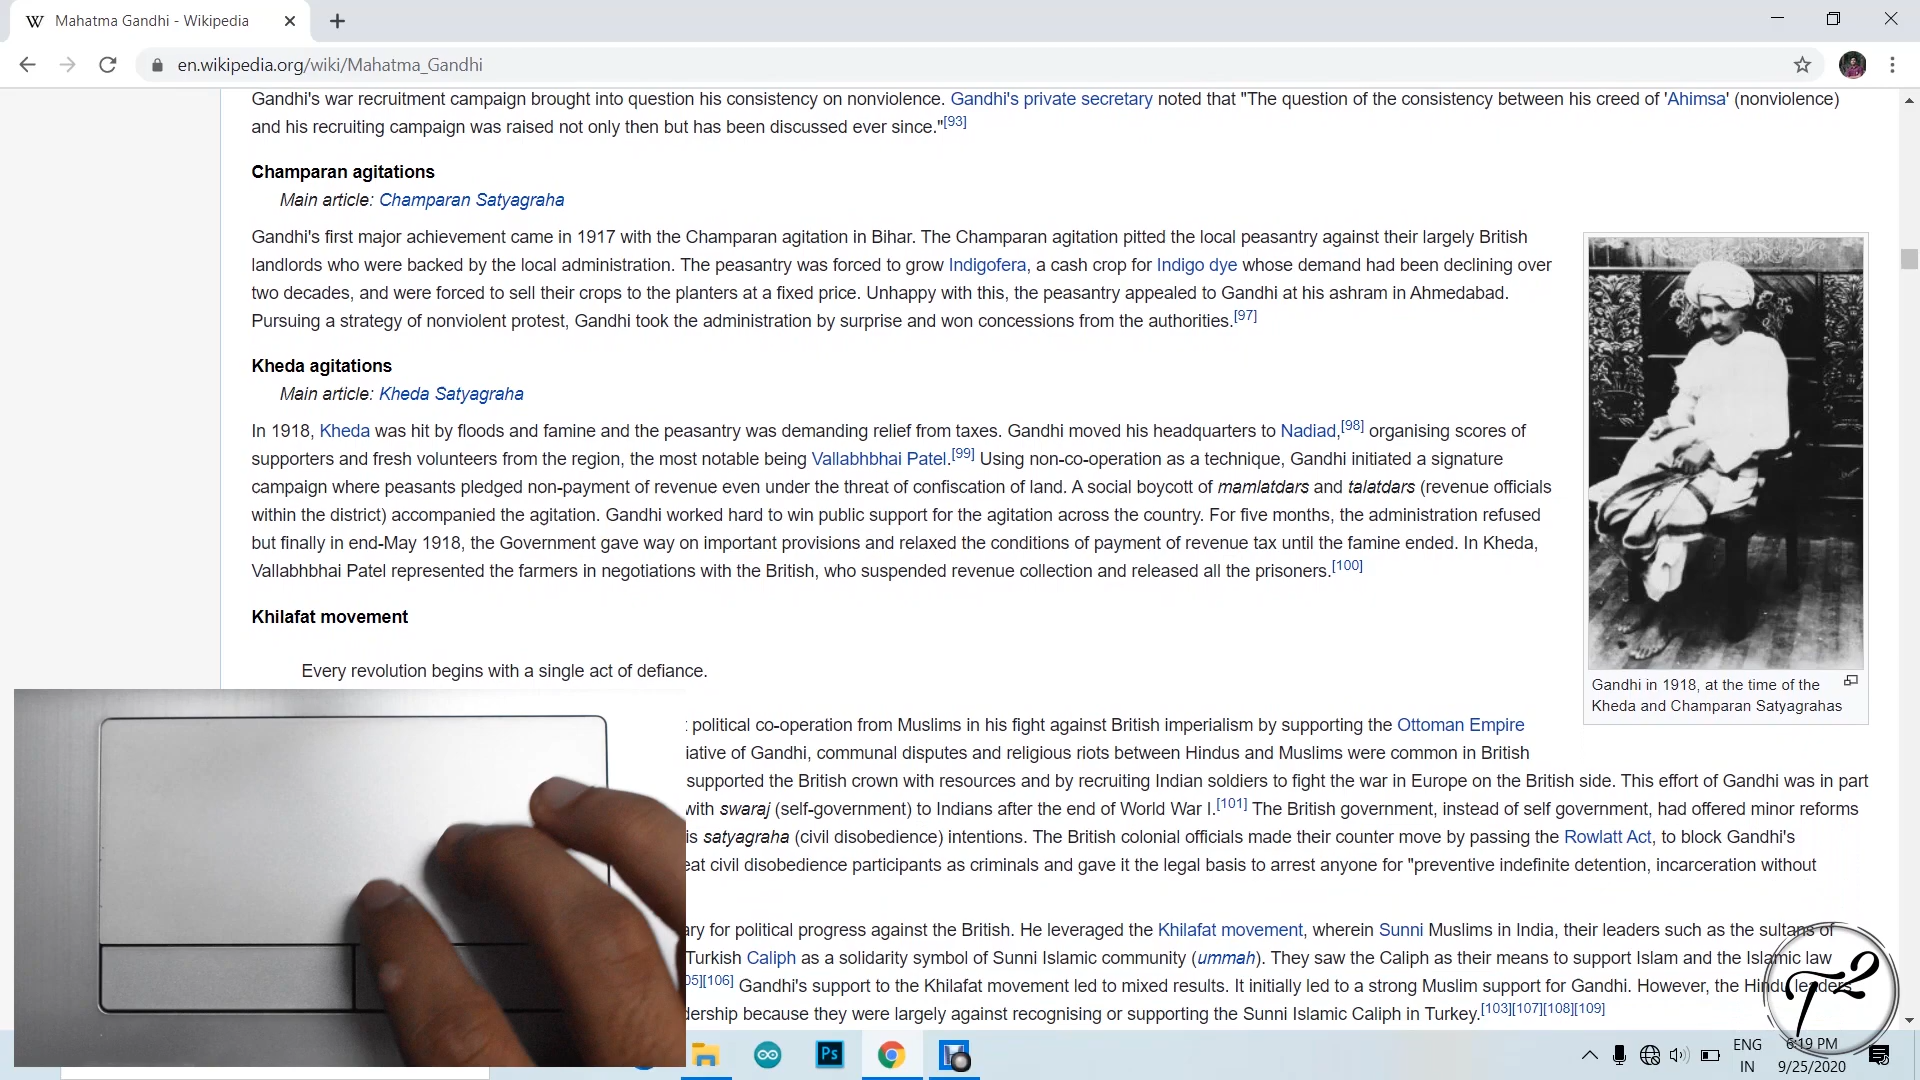 Mahatma Gandhi - Wikipedia
en.wikipedia.org/wiki/Mahatma_Gandhi
Gandhi's war recruitment campaign brought into question his consistency on nonviolence. Gandhi's private secretary noted that "The question of the consistency between his creed of 'Ahimsa' (nonviolence)
and his recruiting campaign was raised not only then but has been discussed ever since."[93]
Champaran agitations
Main article: Champaran Satyagraha
Gandhi's first major achievement came in 1917 with the Champaran agitation in Bihar. The Champaran agitation pitted the local peasantry against their largely British
landlords who were backed by the local administration. The peasantry was forced to grow Indigofera, a cash crop for Indigo dye whose demand had been declining over
two decades, and were forced to sell their crops to the planters at a fixed price. Unhappy with this, the peasantry appealed to Gandhi at his ashram in Ahmedabad.
Pursuing a strategy of nonviolent protest, Gandhi took the administration by surprise and won concessions from the authorities.[97]
Kheda agitations
Main article: Kheda Satyagraha
In 1918, Kheda was hit by floods and famine and the peasantry was demanding relief from taxes. Gandhi moved his headquarters to Nadiad,[98] organising scores of
supporters and fresh volunteers from the region, the most notable being Vallabhbhai Patel.[99] Using non-co-operation as a technique, Gandhi initiated a signature
campaign where peasants pledged non-payment of revenue even under the threat of confiscation of land. A social boycott of mamlatdars and talatdars (revenue officials
within the district) accompanied the agitation. Gandhi worked hard to win public support for the agitation across the country. For five months, the administration refused
but finally in end-May 1918, the Government gave way on important provisions and relaxed the conditions of payment of revenue tax until the famine ended. In Kheda,
Vallabhbhai Patel represented the farmers in negotiations with the British, who suspended revenue collection and released all the prisoners.[100]
Gandhi in 1918, at the time of the
Kheda and Champaran Satyagrahas
Khilafat movement
Every revolution begins with a single act of defiance.
political co-operation from Muslims in his fight against British imperialism by supporting the Ottoman Empire
of Gandhi, communal disputes and religious riots between Hindus and Muslims were common in British
supported the British crown with resources and by recruiting Indian soldiers to fight the war in Europe on the British side. This effort of Gandhi was in part
with swaraj (self-government) to Indians after the end of World War I.[101] The British government, instead of self government, had offered minor reforms
satyagraha (civil disobedience) intentions. The British colonial officials made their counter move by passing the Rowlatt Act, to block Gandhi's
civil disobedience participants as criminals and gave it the legal basis to arrest anyone for "preventive indefinite detention, incarceration without
for political progress against the British. He leveraged the Khilafat movement, wherein Sunni Muslims in India, their leaders such as the sultans of
Turkish Caliph as a solidarity symbol of Sunni Islamic community (ummah). They saw the Caliph as their means to support Islam and the Islamic law
[106] Gandhi's support to the Khilafat movement led to mixed results. It initially led to a strong Muslim support for Gandhi. However, the Hindu leaders
because they were largely against recognising or supporting the Sunni Islamic Caliph in Turkey.[103][107][108][109]
T2
Ps
ENG
IN
6:19 PM
9/25/2020